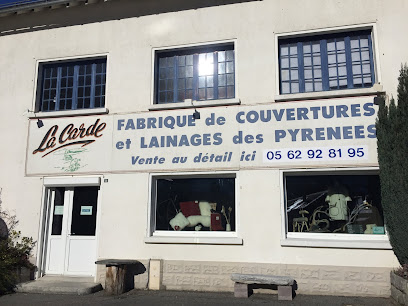 La Carde
FABRIQUE de COUVERTURES
et LAINAGES des PYRENEES
Vente au détail ici 05 62 92 81 95